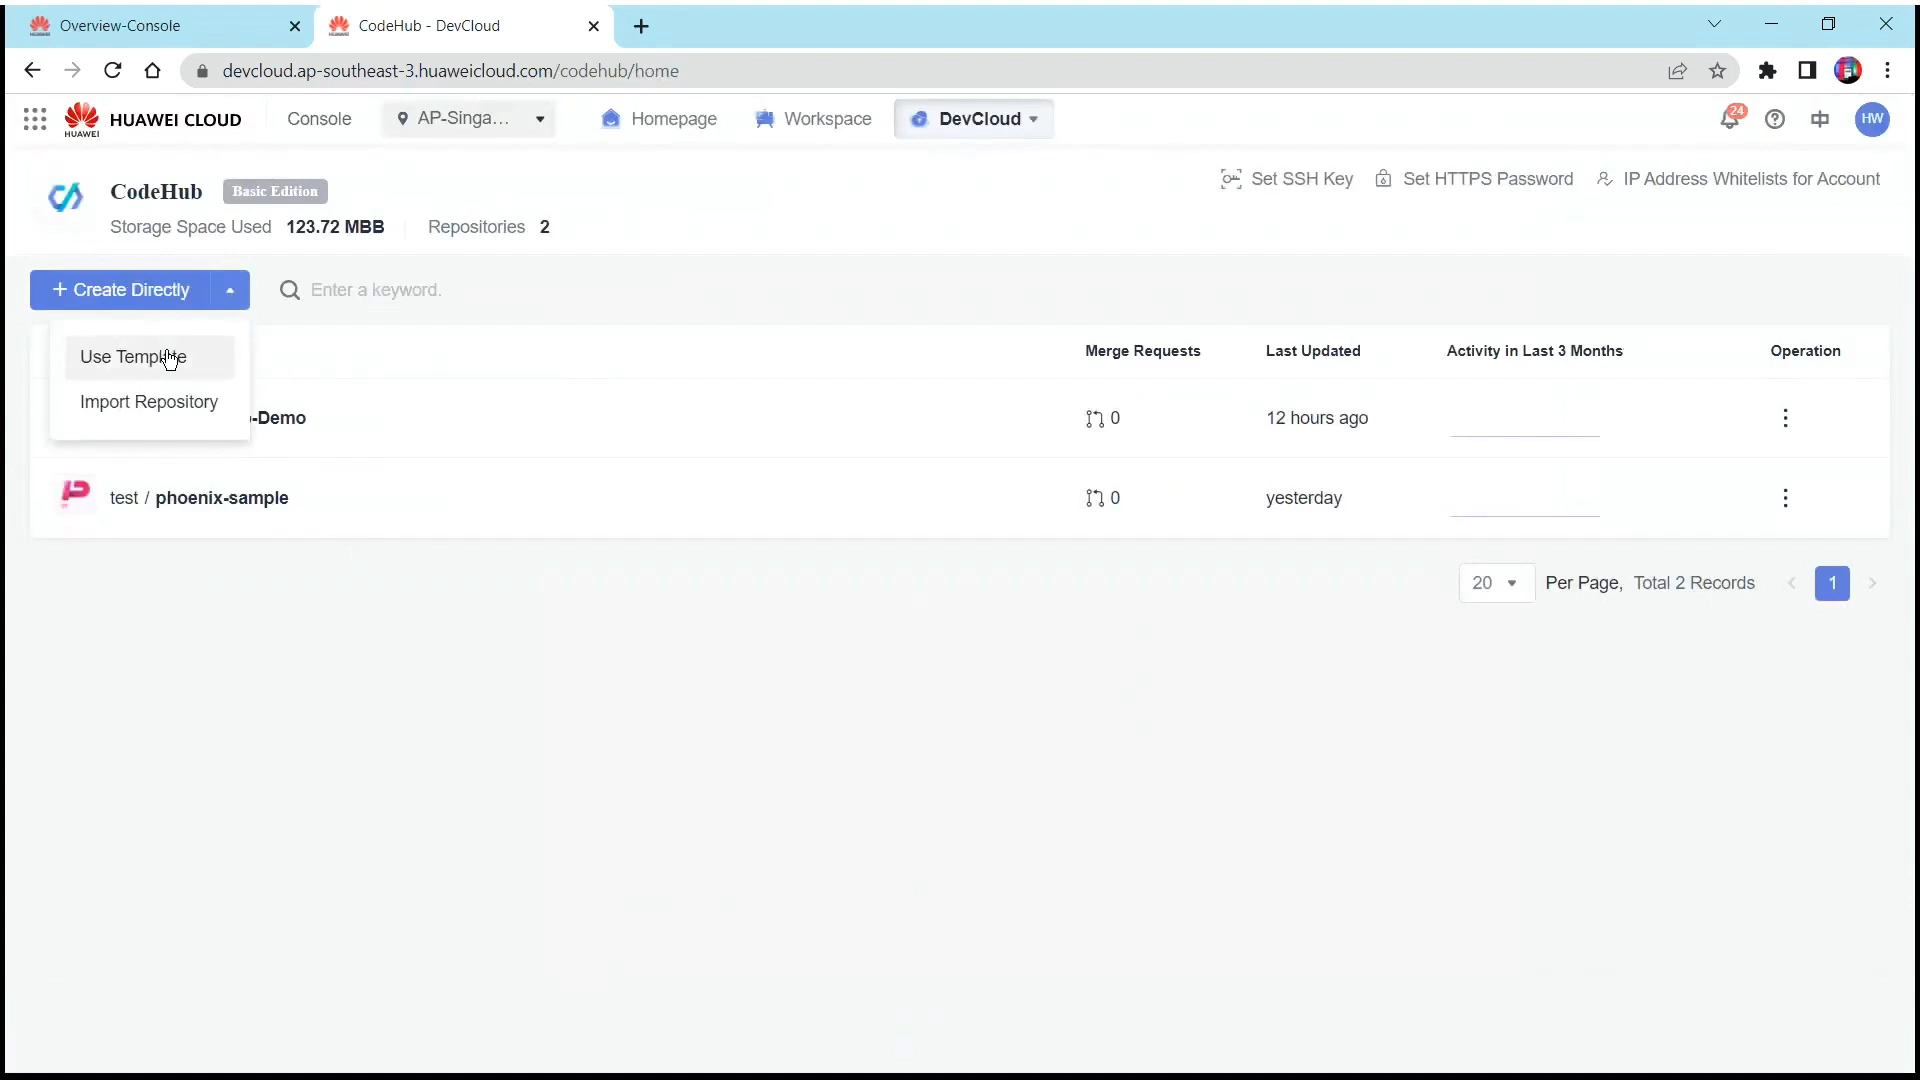 Overview-Console
CodeHub - DevCloud
devcloud.ap-southeast-3.huaweicloud.com/codehub/home
HUAWEI
HUAWEI CLOUD
Console
AP-Singa...
Homepage
Workspace
DevCloud
24
中
HW
CodeHub
Basic Edition
Set SSH Key
Set HTTPS Password
IP Address Whitelists for Account
Storage Space Used 123.72 MBB
Repositories 2
+ Create Directly
Enter a keyword.
Use Template
Import Repository
Merge Requests
Last Updated
Activity in Last 3 Months
Operation
-Demo
0
12 hours ago
test / phoenix-sample
0
yesterday
20
Per Page, Total 2 Records
1